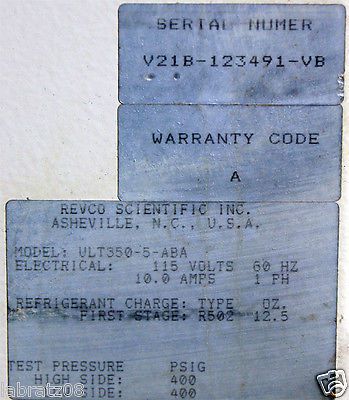 SERIAL NUMER
V21B-123491-VB
WARRANTY CODE
A
REVCO SCIENTIFIC INC.
ASHEVILLE, N.C., U.S.A.
MODEL: ULT350-5-ABA
ELECTRICAL: 115 VOLTS 60 HZ
10.0 AMPS 1 PH
REFRIGERANT CHARGE: TYPE OZ.
FIRST STAGE: R502 12.5
TEST PRESSURE PSIG
HIGH SIDE: 400
SIDE: 400
labratz08